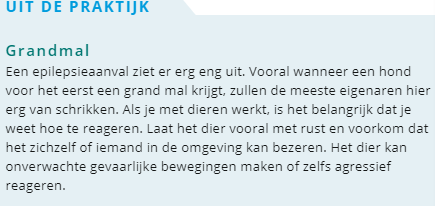 UIT DE PRAKTIJK
Grandmal
Een epilepsieaanval ziet er erg eng uit. Vooral wanneer een hond
voor het eerst een grand mal krijgt, zullen de meeste eigenaren hier
erg van schrikken. Als je met dieren werkt, is het belangrijk dat je
weet hoe te reageren. Laat het dier vooral met rust en voorkom dat
het zichzelf of iemand in de omgeving kan bezeren. Het dier kan
onverwachte gevaarlijke bewegingen maken of zelfs agressief
reageren.